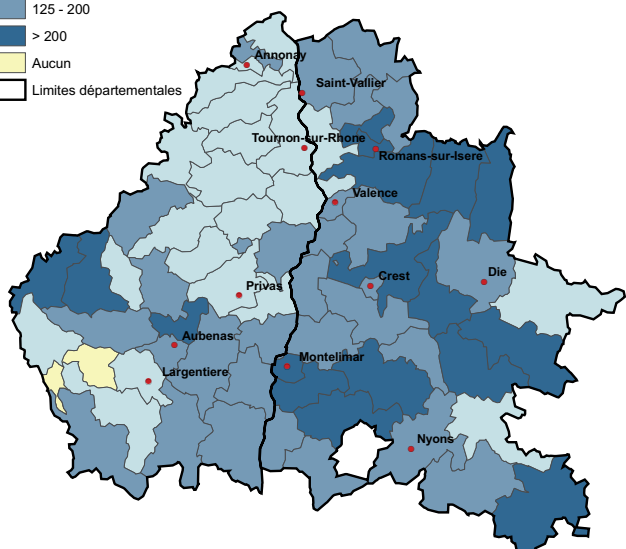 125 - 200
> 200
Aucun
Limites départementales
Annonay
Saint-Vallier
Tournon-sur-Rhone
Romans-sur-Isere
Valence
Privas
Crest
Die
Aubenas
Montelimar
Largentiere
Nyons